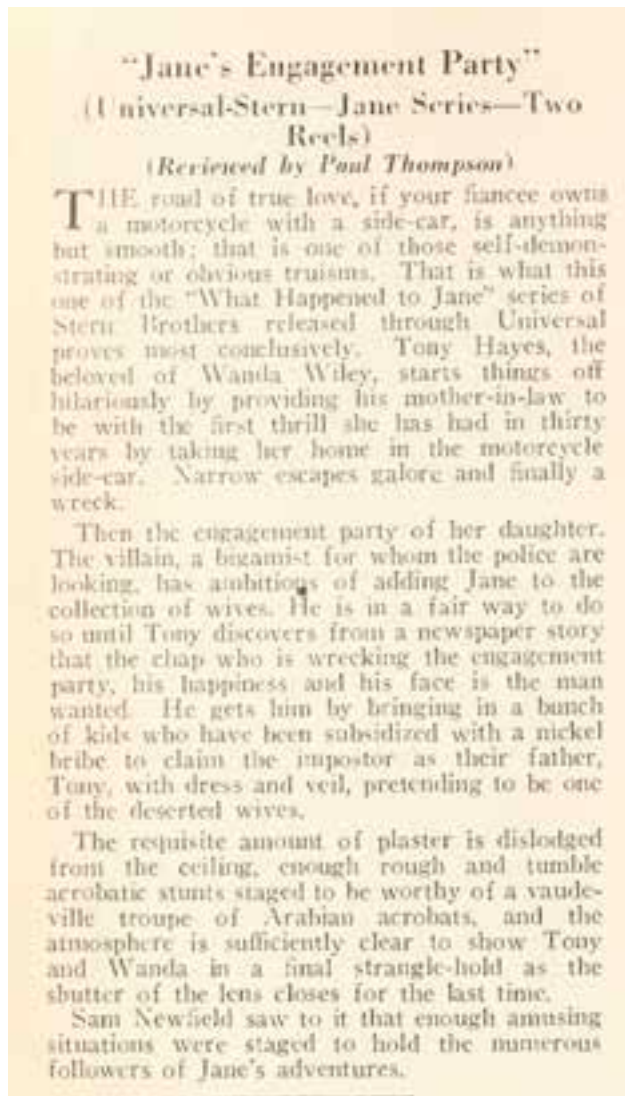 "Jane's Engagement Party"
(Universal-Stern—Jane Series—Two
Reels)
(Reviewed by Paul Thompson)
THE road of true love, if your fiancee owns
a motorcycle with a side-car, is anything
but smooth; that is one of those self-demon-
strating or obvious truisms. That is what this
one of the "What Happened to Jane" series of
Stern Brothers released through Universal
proves most conclusively. Tony Hayes, the
beloved of Wanda Wiley, starts things off
hilariously by providing his mother-in-law to
be with the first thrill she has had in thirty
years by taking her home in the motorcycle
side-car. Narrow escapes galore and finally a
wreck.
Then the engagement party of her daughter.
The villain, a bigamist for whom the police are
looking, has ambitions of adding Jane to the
collection of wives. He is in a fair way to do
so until Tony discovers from a newspaper story
that the chap who is wrecking the engagement
party, his happiness and his face is the man
wanted. He gets him by bringing in a bunch
of kids who have been subsidized with a nickel
bribe to claim the impostor as their father,
Tony, with dress and veil, pretending to be one
of the deserted wives.
The requisite amount of plaster is dislodged
from the ceiling, enough rough and tumble
acrobatic stunts staged to be worthy of a vaude-
ville troupe of Arabian acrobats, and the
atmosphere is sufficiently clear to show Tony
and Wanda in a final strangle-hold as the
shutter of the lens closes for the last time.
Sam Newfield saw to it that enough amusing
situations were staged to hold the numerous
followers of Jane's adventures.